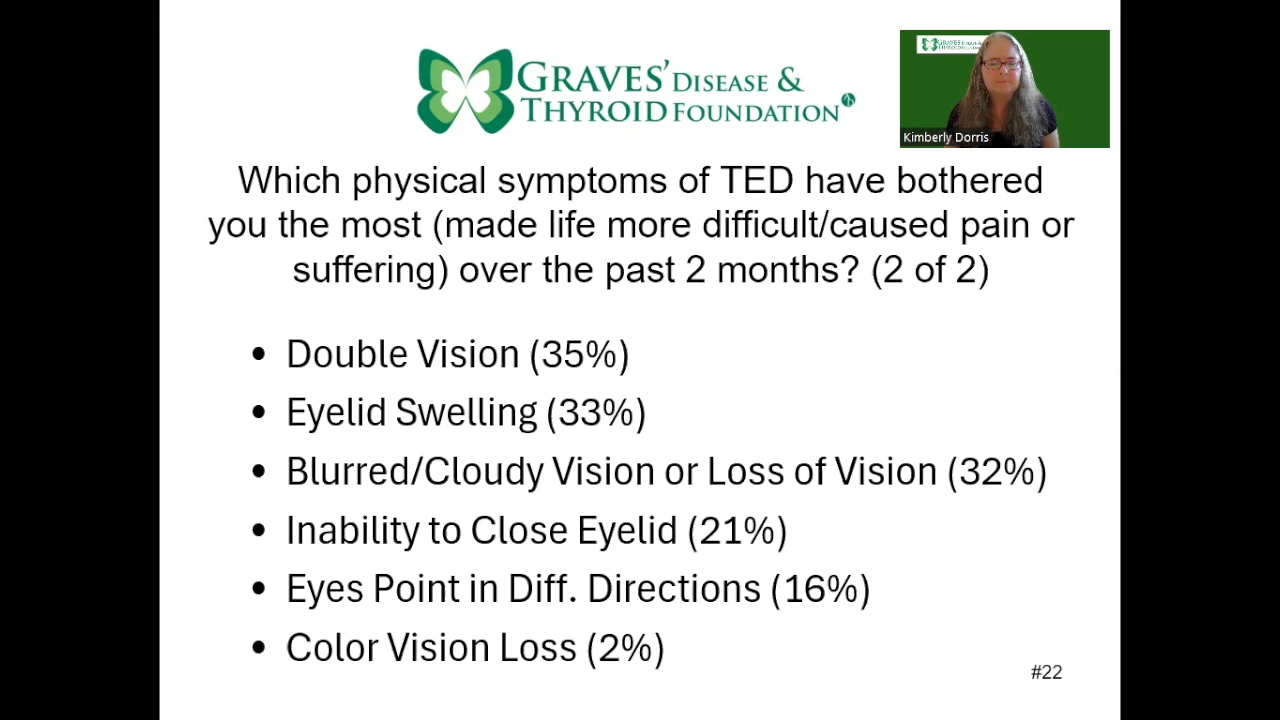 GRAVES' DISEASE &
THYROID FOUNDATION
Kimberly Dorris
Which physical symptoms of TED have bothered
you the most (made life more difficult/caused pain or
suffering) over the past 2 months? (2 of 2)
• Double Vision (35%)
• Eyelid Swelling (33%)
• Blurred/Cloudy Vision or Loss of Vision (32%)
• Inability to Close Eyelid (21%)
• Eyes Point in Diff. Directions (16%)
• Color Vision Loss (2%)
#22